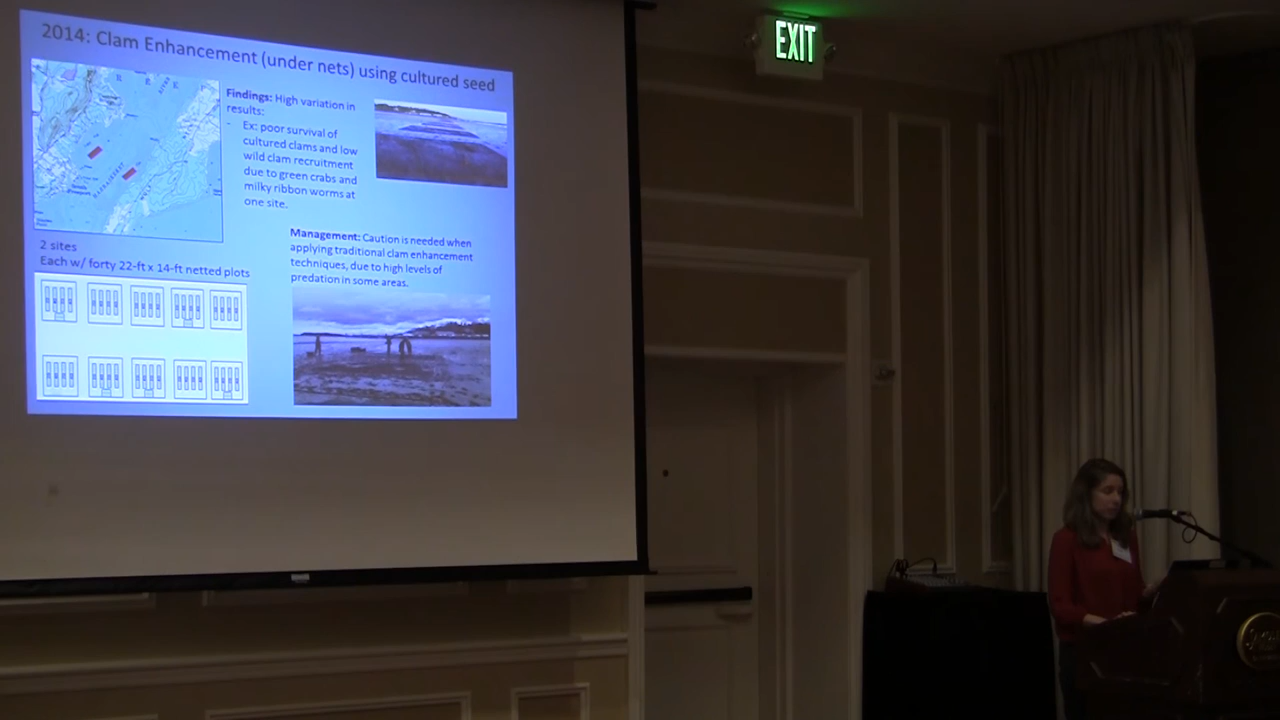 2014: Clam Enhancement (under nets) using cultured seed
Findings: High variation in
results:
- Ex: poor survival of
cultured clams and low
wild clam recruitment
due to green crabs and
milky ribbon worms at
one site.
2 sites
Each w/ forty 22-ft x 14-ft netted plots
Management: Caution is needed when
applying traditional clam enhancement
techniques, due to high levels of
predation in some areas.
EXIT